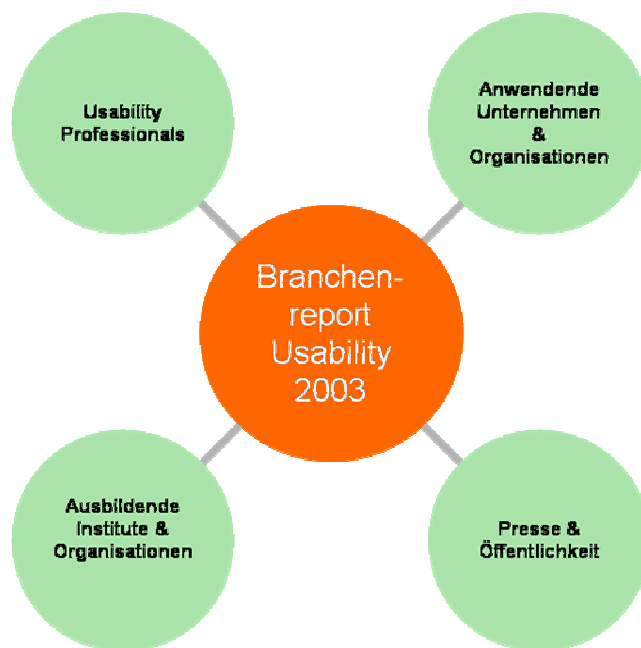 Usability
Professionals
Anwendende
Unternehmen
&
Organisationen
Branchen-
report
Usability
2003
Ausbildende
Institute &
Organisationen
Presse &
Öffentlichkeit